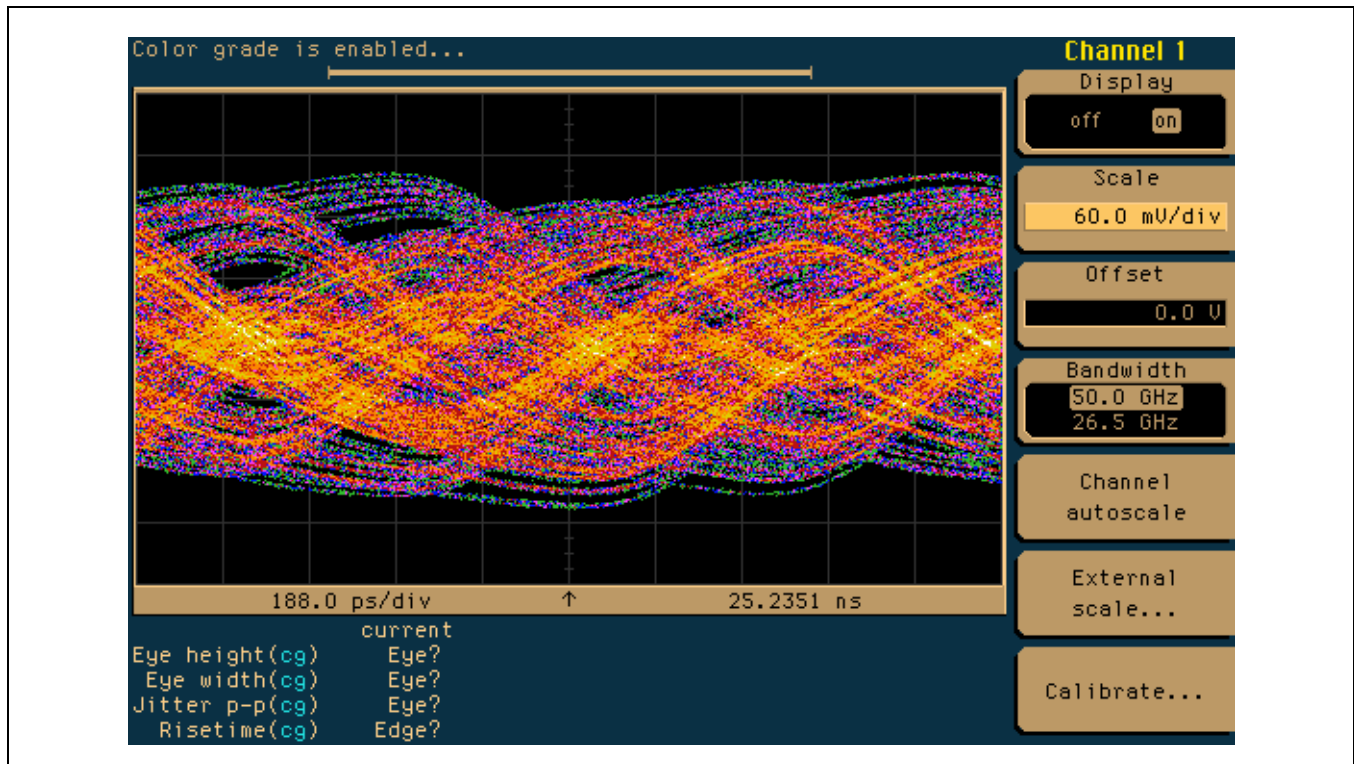 Color grade is enabled...
Channel 1
Display
off on
Scale
60.0 mV/div
Offset
0.0 V
Bandwidth
50.0 GHz
26.5 GHz
Channel
autoscale
External
scale...
Calibrate...
188.0 ps/div ↑ 25.2351 ns
current
Eye height(cg) Eye?
Eye width(cg) Eye?
Jitter p-p(cg) Eye?
Risetime(cg) Edge?